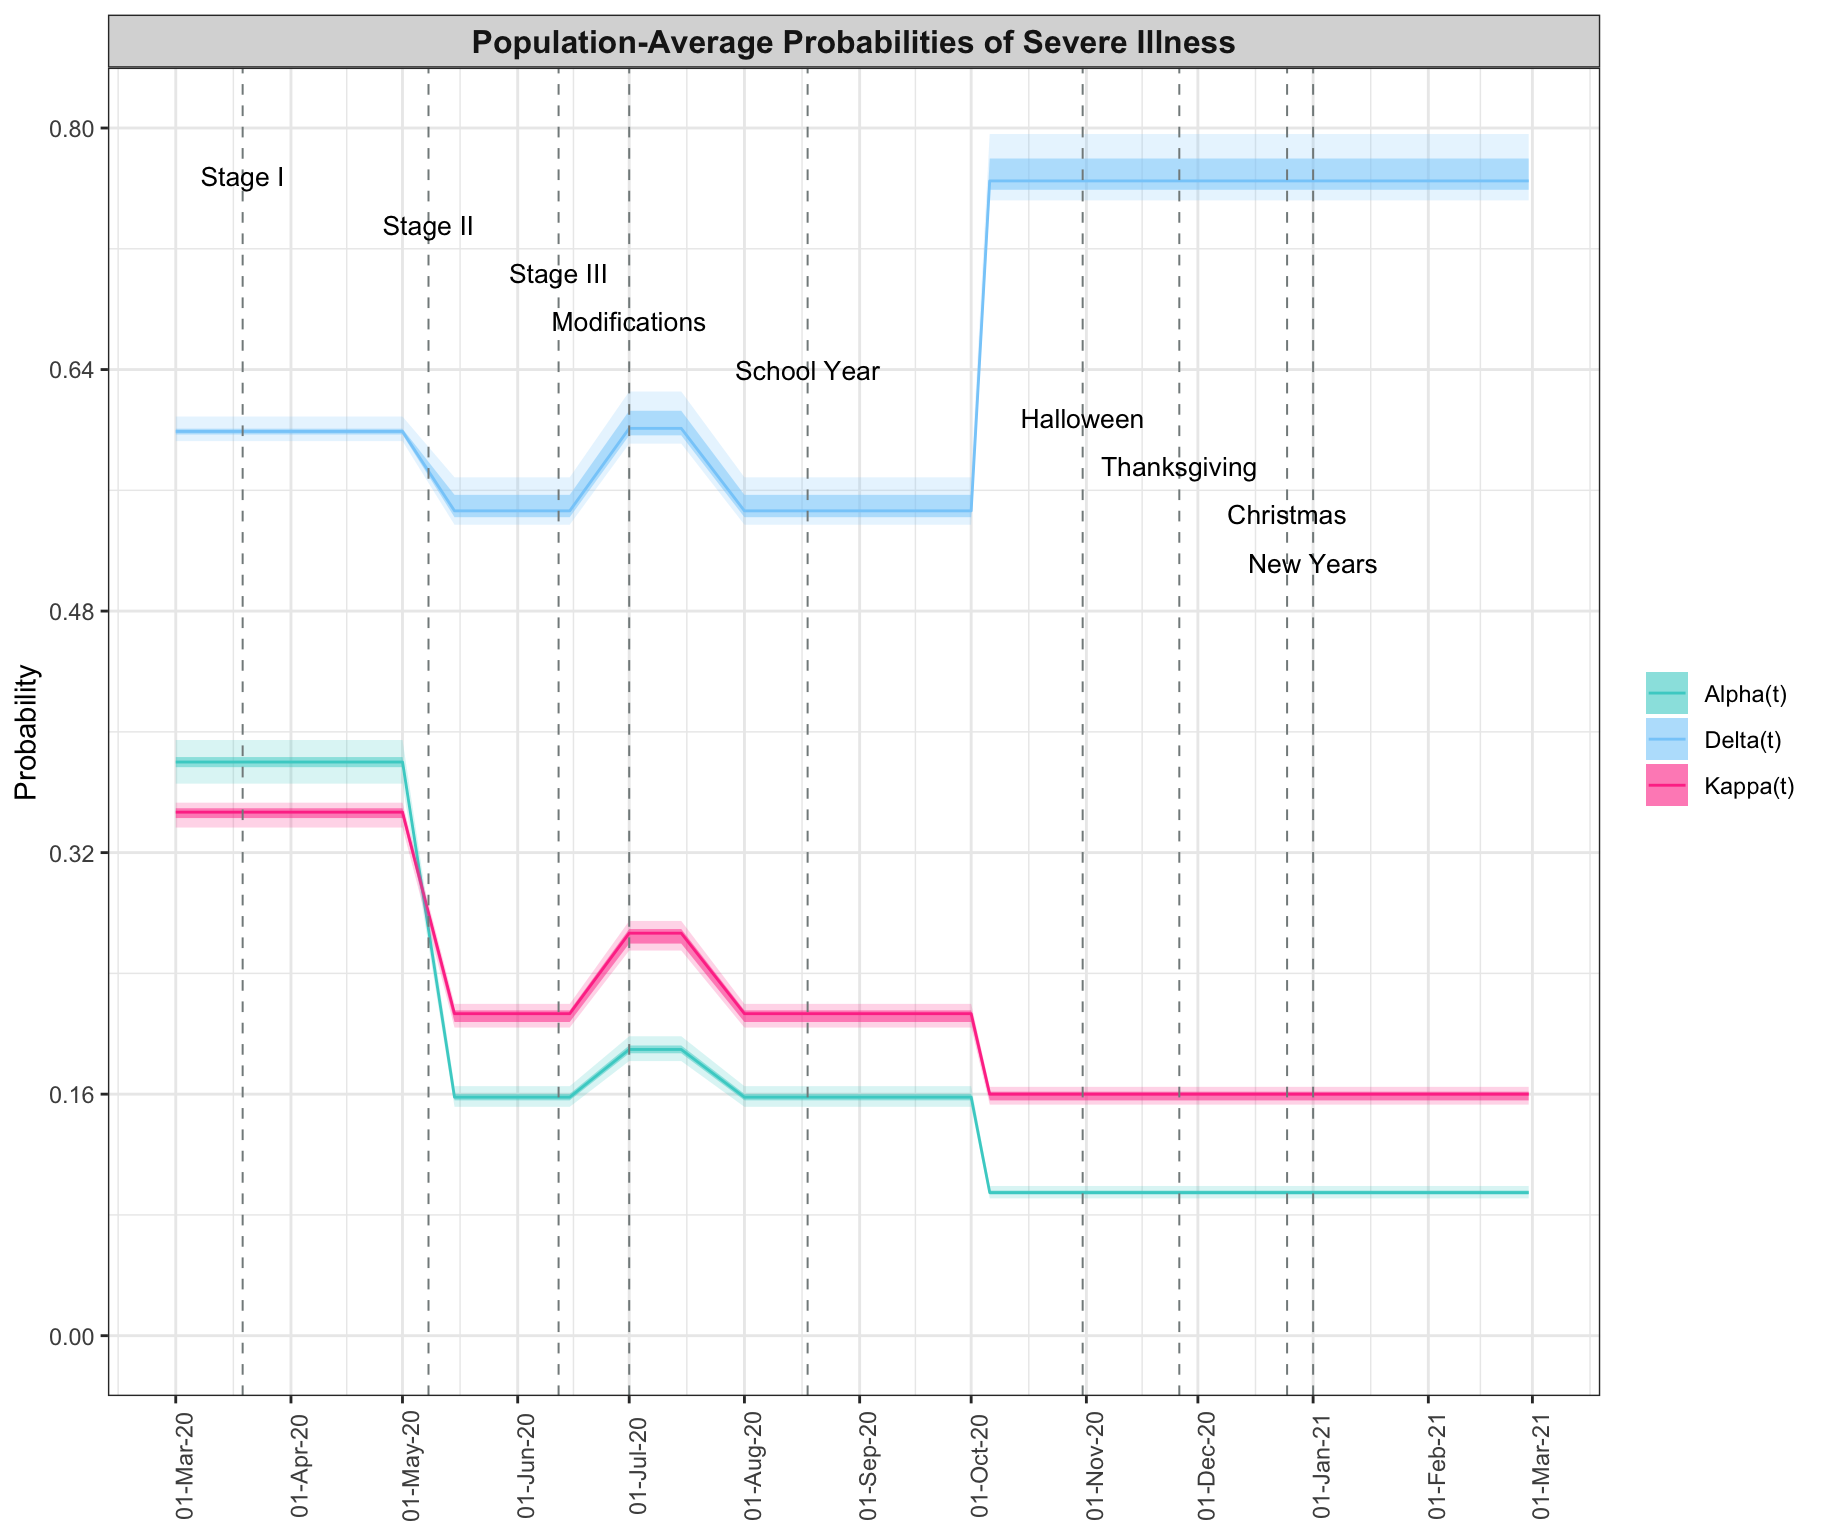 Population-Average Probabilities of Severe Illness
Probability
0.80
0.64
0.48
0.32
0.16
0.00
Stage I
Stage II
Stage III
Modifications
School Year
Halloween
Thanksgiving
Christmas
New Years
01-Mar-20
01-Apr-20
01-May-20
01-Jun-20
01-Jul-20
01-Aug-20
01-Sep-20
01-Oct-20
01-Nov-20
01-Dec-20
01-Jan-21
01-Feb-21
01-Mar-21
Alpha(t)
Delta(t)
Kappa(t)